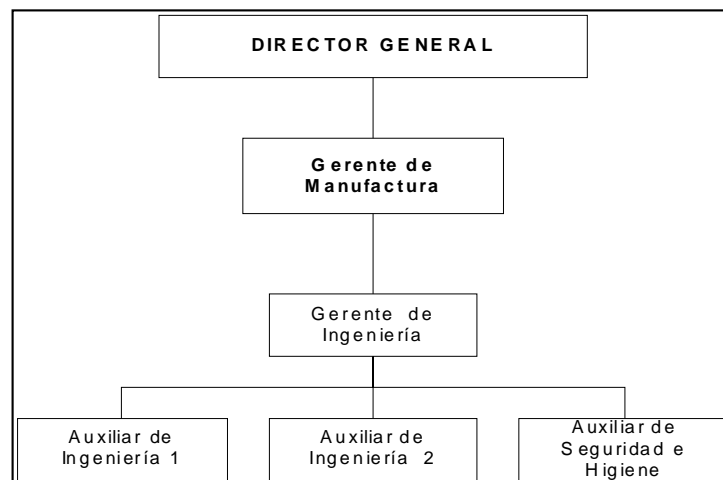 DIRECTOR GENERAL
Gerente de
Manufactura
Gerente de
Ingeniería
Auxiliar de
Ingeniería 1
Auxiliar de
Ingeniería 2
Auxiliar de
Seguridad e
Higiene